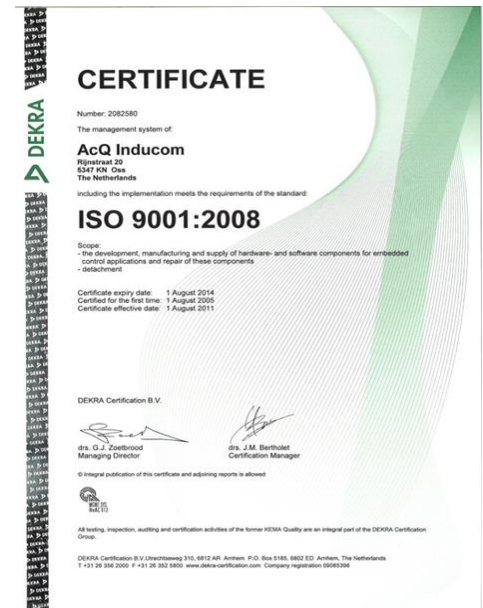 DEKRA
CERTIFICATE
Number: 2082580
The management system of:
AcQ Inducom
Rijnstraat 20
5347 KN Oss
The Netherlands
including the implementation meets the requirements of the standard:
ISO 9001:2008
Scope:
- the development, manufacturing and supply of hardware- and software components for embedded
control applications and repair of these components
- detachment
Certificate expiry date: 1 August 2014
Certified for the first time: 1 August 2005
Certificate effective date: 1 August 2011
DEKRA Certification B.V.
drs. G.J. Zoetbrood
Managing Director
drs. J.M. Bertholet
Certification Manager
© Integral publication of this certificate and adjoining reports is allowed
All testing, inspection, auditing and certification activities of the former KEMA Quality are an integral part of the DEKRA Certification
Group.
DEKRA Certification B.V. Utrechtseweg 310, 6812 AR Arnhem P.O. Box 5185, 6802 ED Arnhem, The Netherlands
T +31 26 356 2000 F +31 26 352 5800 www.dekra-certification.com Company registration 09085396